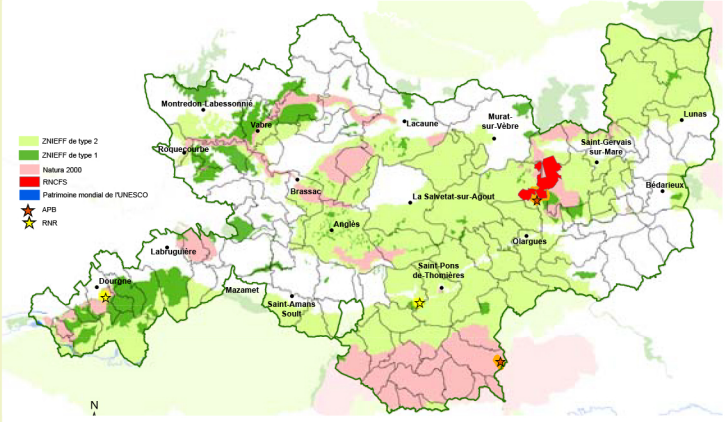 Montredon-Labessonnié
Vabre
Lacaune
Murat-
sur-Vèbre
Lunas
Saint-Gervais
sur-Mare
Roquecourbe
ZNIEFF de type 2
ZNIEFF de type 1
Natura 2000
RNCFS
Patrimoine mondial de l'UNESCO
APB
RNR
Brassac
La Salvetat-sur-Agout
Bédarieux
Anglès
Olargues
Labruguière
Saint-Pons
de-Thomières
Dourgne
Mazamet
Saint-Amans
Soult
N